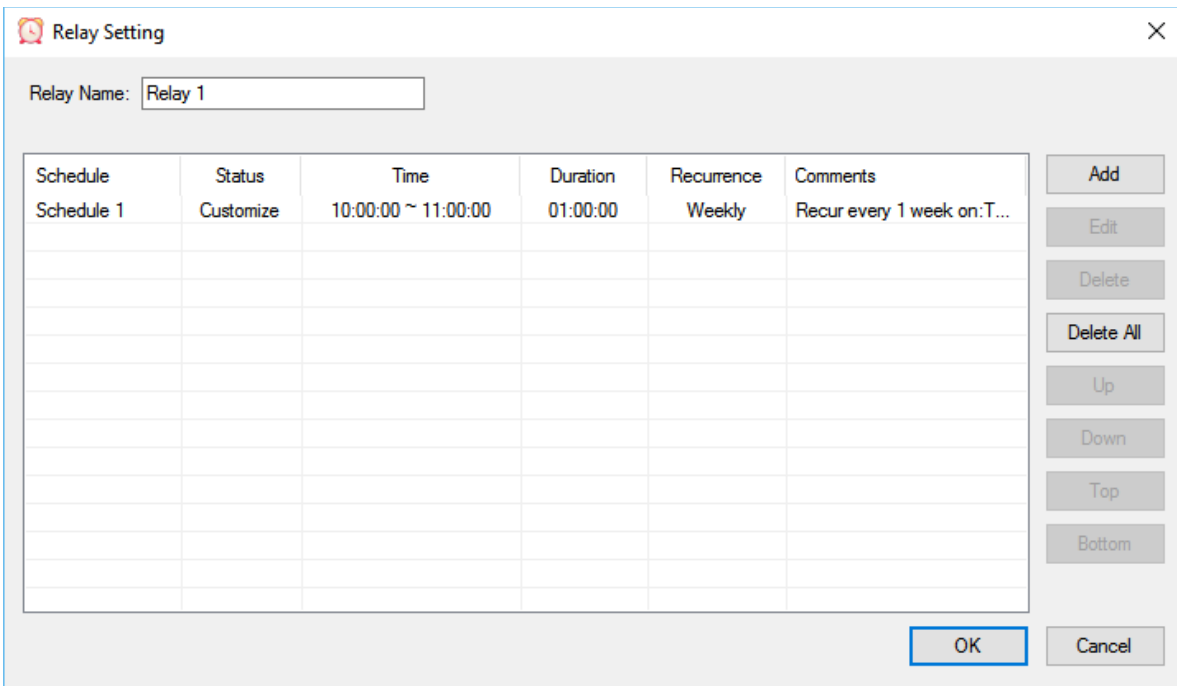 Relay Setting
Relay Name: Relay 1
Schedule Status Time Duration Recurrence Comments
Schedule 1 Customize 10:00:00 ~ 11:00:00 01:00:00 Weekly Recur every 1 week on:T...
Add
Edit
Delete
Delete All
Up
Down
Top
Bottom
OK Cancel